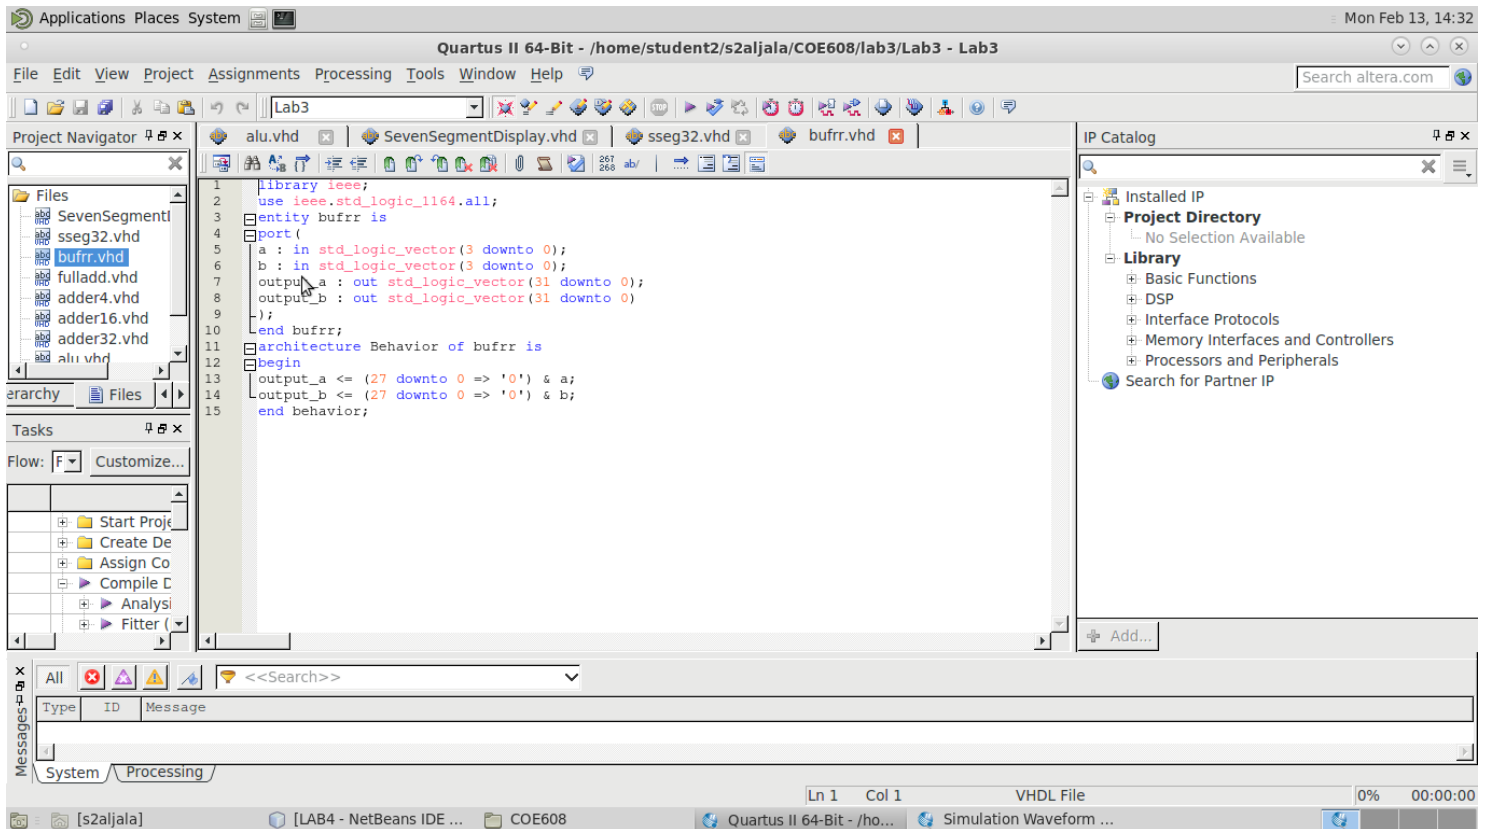 Applications Places System
Mon Feb 13, 14:32
Quartus II 64-Bit - /home/student2/s2aljala/COE608/lab3/Lab3 - Lab3
File Edit View Project Assignments Processing Tools Window Help
Search altera.com
Lab3
Project Navigator
alu.vhd
SevenSegmentDisplay.vhd
sseg32.vhd
bufrr.vhd
IP Catalog
267
268
ab/
Files
SevenSegmentI
sseg32.vhd
bufrr.vhd
fulladd.vhd
adder4.vhd
adder16.vhd
adder32.vhd
alu.vhd
erarchy
Files
Tasks
Flow: F
Customize...
Start Proje
Create De
Assign Co
Compile D
Analysi
Fitter (
1 library ieee;
2 use ieee.std_logic_1164.all;
3 entity bufrr is
4 port(
5 a : in std_logic_vector(3 downto 0);
6 b : in std_logic_vector(3 downto 0);
7 output_a : out std_logic_vector(31 downto 0);
8 output_b : out std_logic_vector(31 downto 0)
9 );
10 end bufrr;
11 architecture Behavior of bufrr is
12 begin
13 output_a <= (27 downto 0 => '0') & a;
14 output_b <= (27 downto 0 => '0') & b;
15 end behavior;
Installed IP
Project Directory
No Selection Available
Library
Basic Functions
DSP
Interface Protocols
Memory Interfaces and Controllers
Processors and Peripherals
Search for Partner IP
Add...
All
<<Search>>
Type ID Message
Messages
System Processing
Ln 1 Col 1
VHDL File
0% 00:00:00
[s2aljala]
[LAB4 - NetBeans IDE ...
COE608
Quartus II 64-Bit - /ho...
Simulation Waveform ...